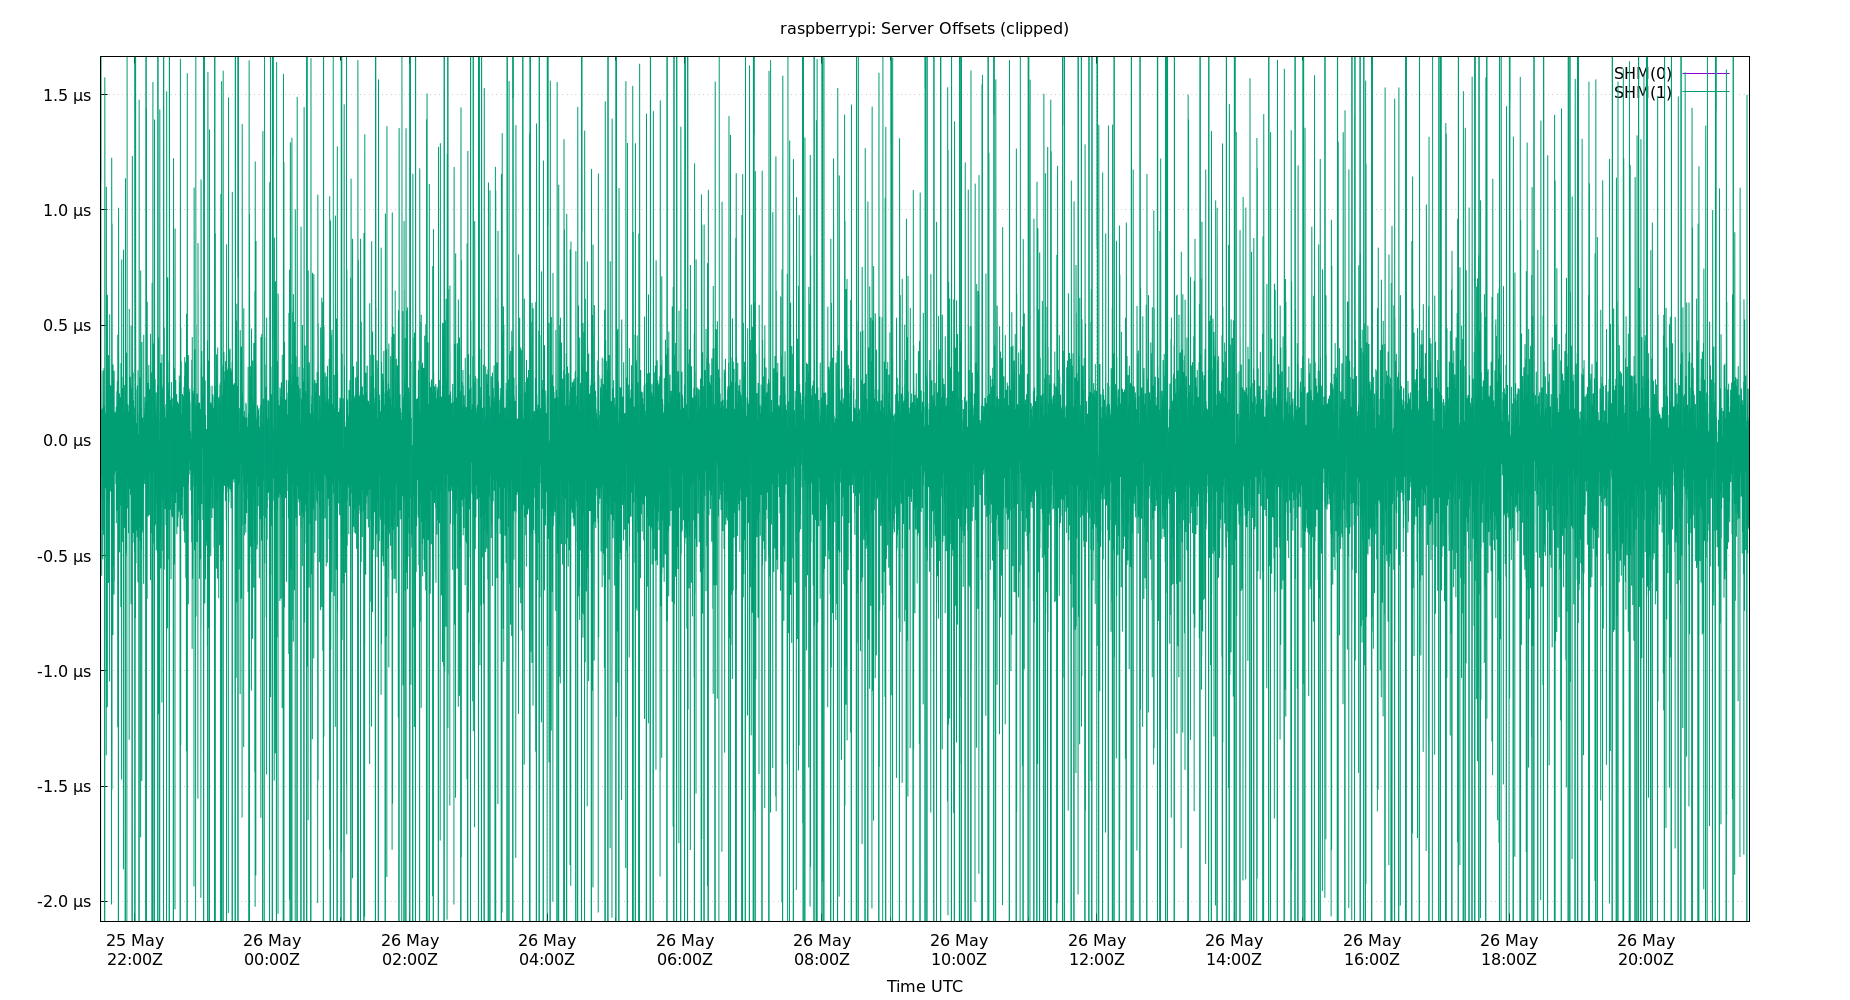 raspberrypi: Server Offsets (clipped)
SHM(0)
SHM(1)
1.5 µs
1.0 µs
0.5 µs
0.0 µs
-0.5 µs
-1.0 µs
-1.5 µs
-2.0 µs
25 May 26 May 26 May 26 May 26 May 26 May 26 May 26 May 26 May 26 May 26 May 26 May
22:00Z 00:00Z 02:00Z 04:00Z 06:00Z 08:00Z 10:00Z 12:00Z 14:00Z 16:00Z 18:00Z 20:00Z
Time UTC